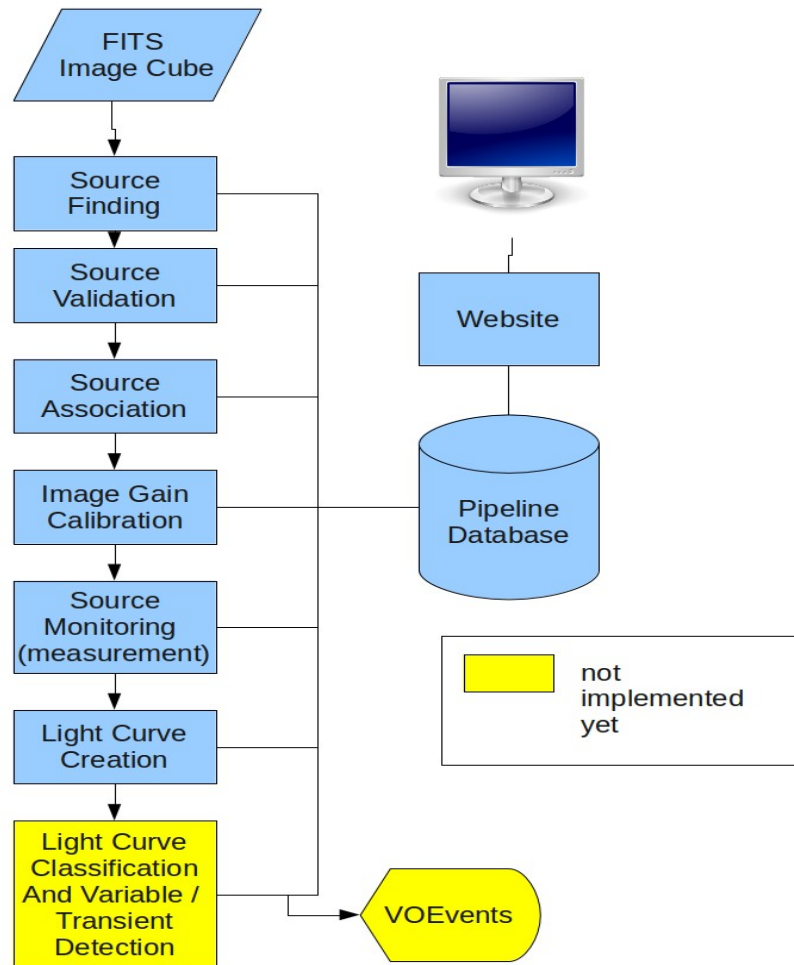 FITS
Image Cube
Source
Finding
Source
Validation
Source
Association
Image Gain
Calibration
Source
Monitoring
(measurement)
Light Curve
Creation
Light Curve
Classification
And Variable /
Transient
Detection
Website
Pipeline
Database
not
implemented
yet
VOEvents